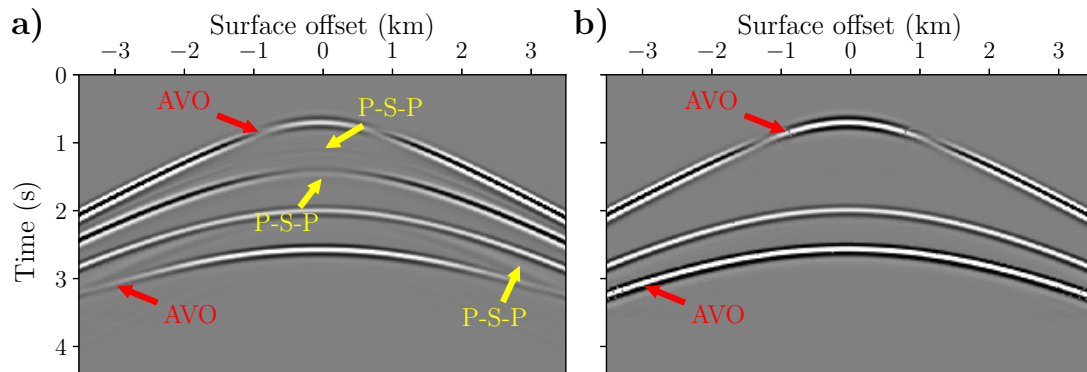 a)
Surface offset (km)
−3 −2 −1 0 1 2 3
0
1
2
3
4
Time (s)
AVO
P-S-P
P-S-P
P-S-P
AVO
b)
Surface offset (km)
−3 −2 −1 0 1 2 3
AVO
AVO